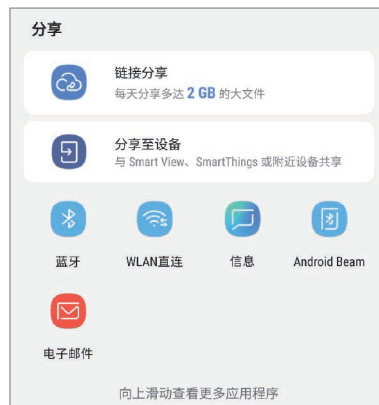 分享
链接分享
每天分享多达 2 GB 的大文件
分享至设备
与 Smart View、SmartThings 或附近设备共享
蓝牙
WLAN直连
信息
Android Beam
电子邮件
向上滑动查看更多应用程序